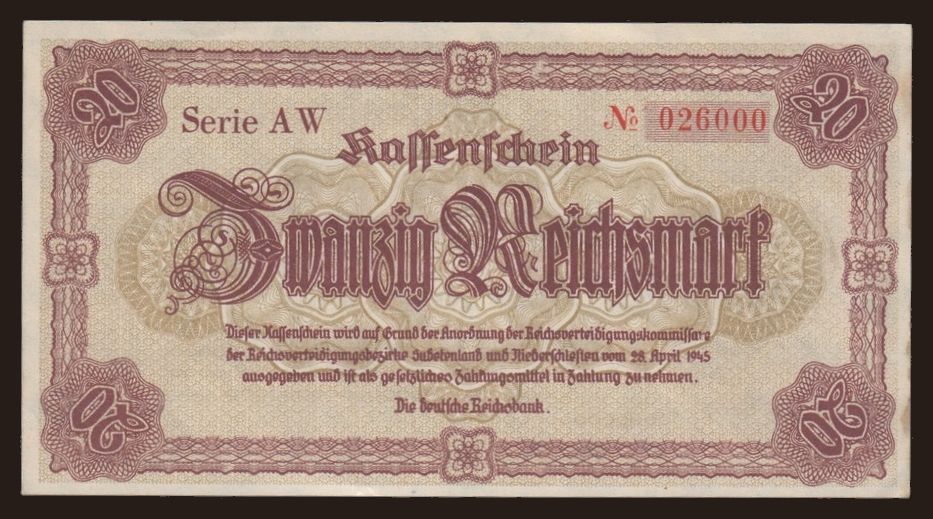 20
20
Serie AW
№ 026000
Kassenschein
Zwanzig Reichsmark
Dieser Kassenschein wird auf Grund der Anordnung der Reichsverteidigungskommissare
der Reichsverteidigungsbezirke Sudetenland und Niederschlesien vom 28. April 1945
ausgegeben und ist als gesetzliches Zahlungsmittel in Zahlung zu nehmen.
Die deutsche Reichsbank.
20
20